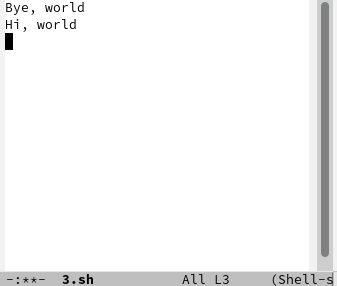 Bye, world
Hi, world
-:**-  3.sh           All L3     (Shell-s